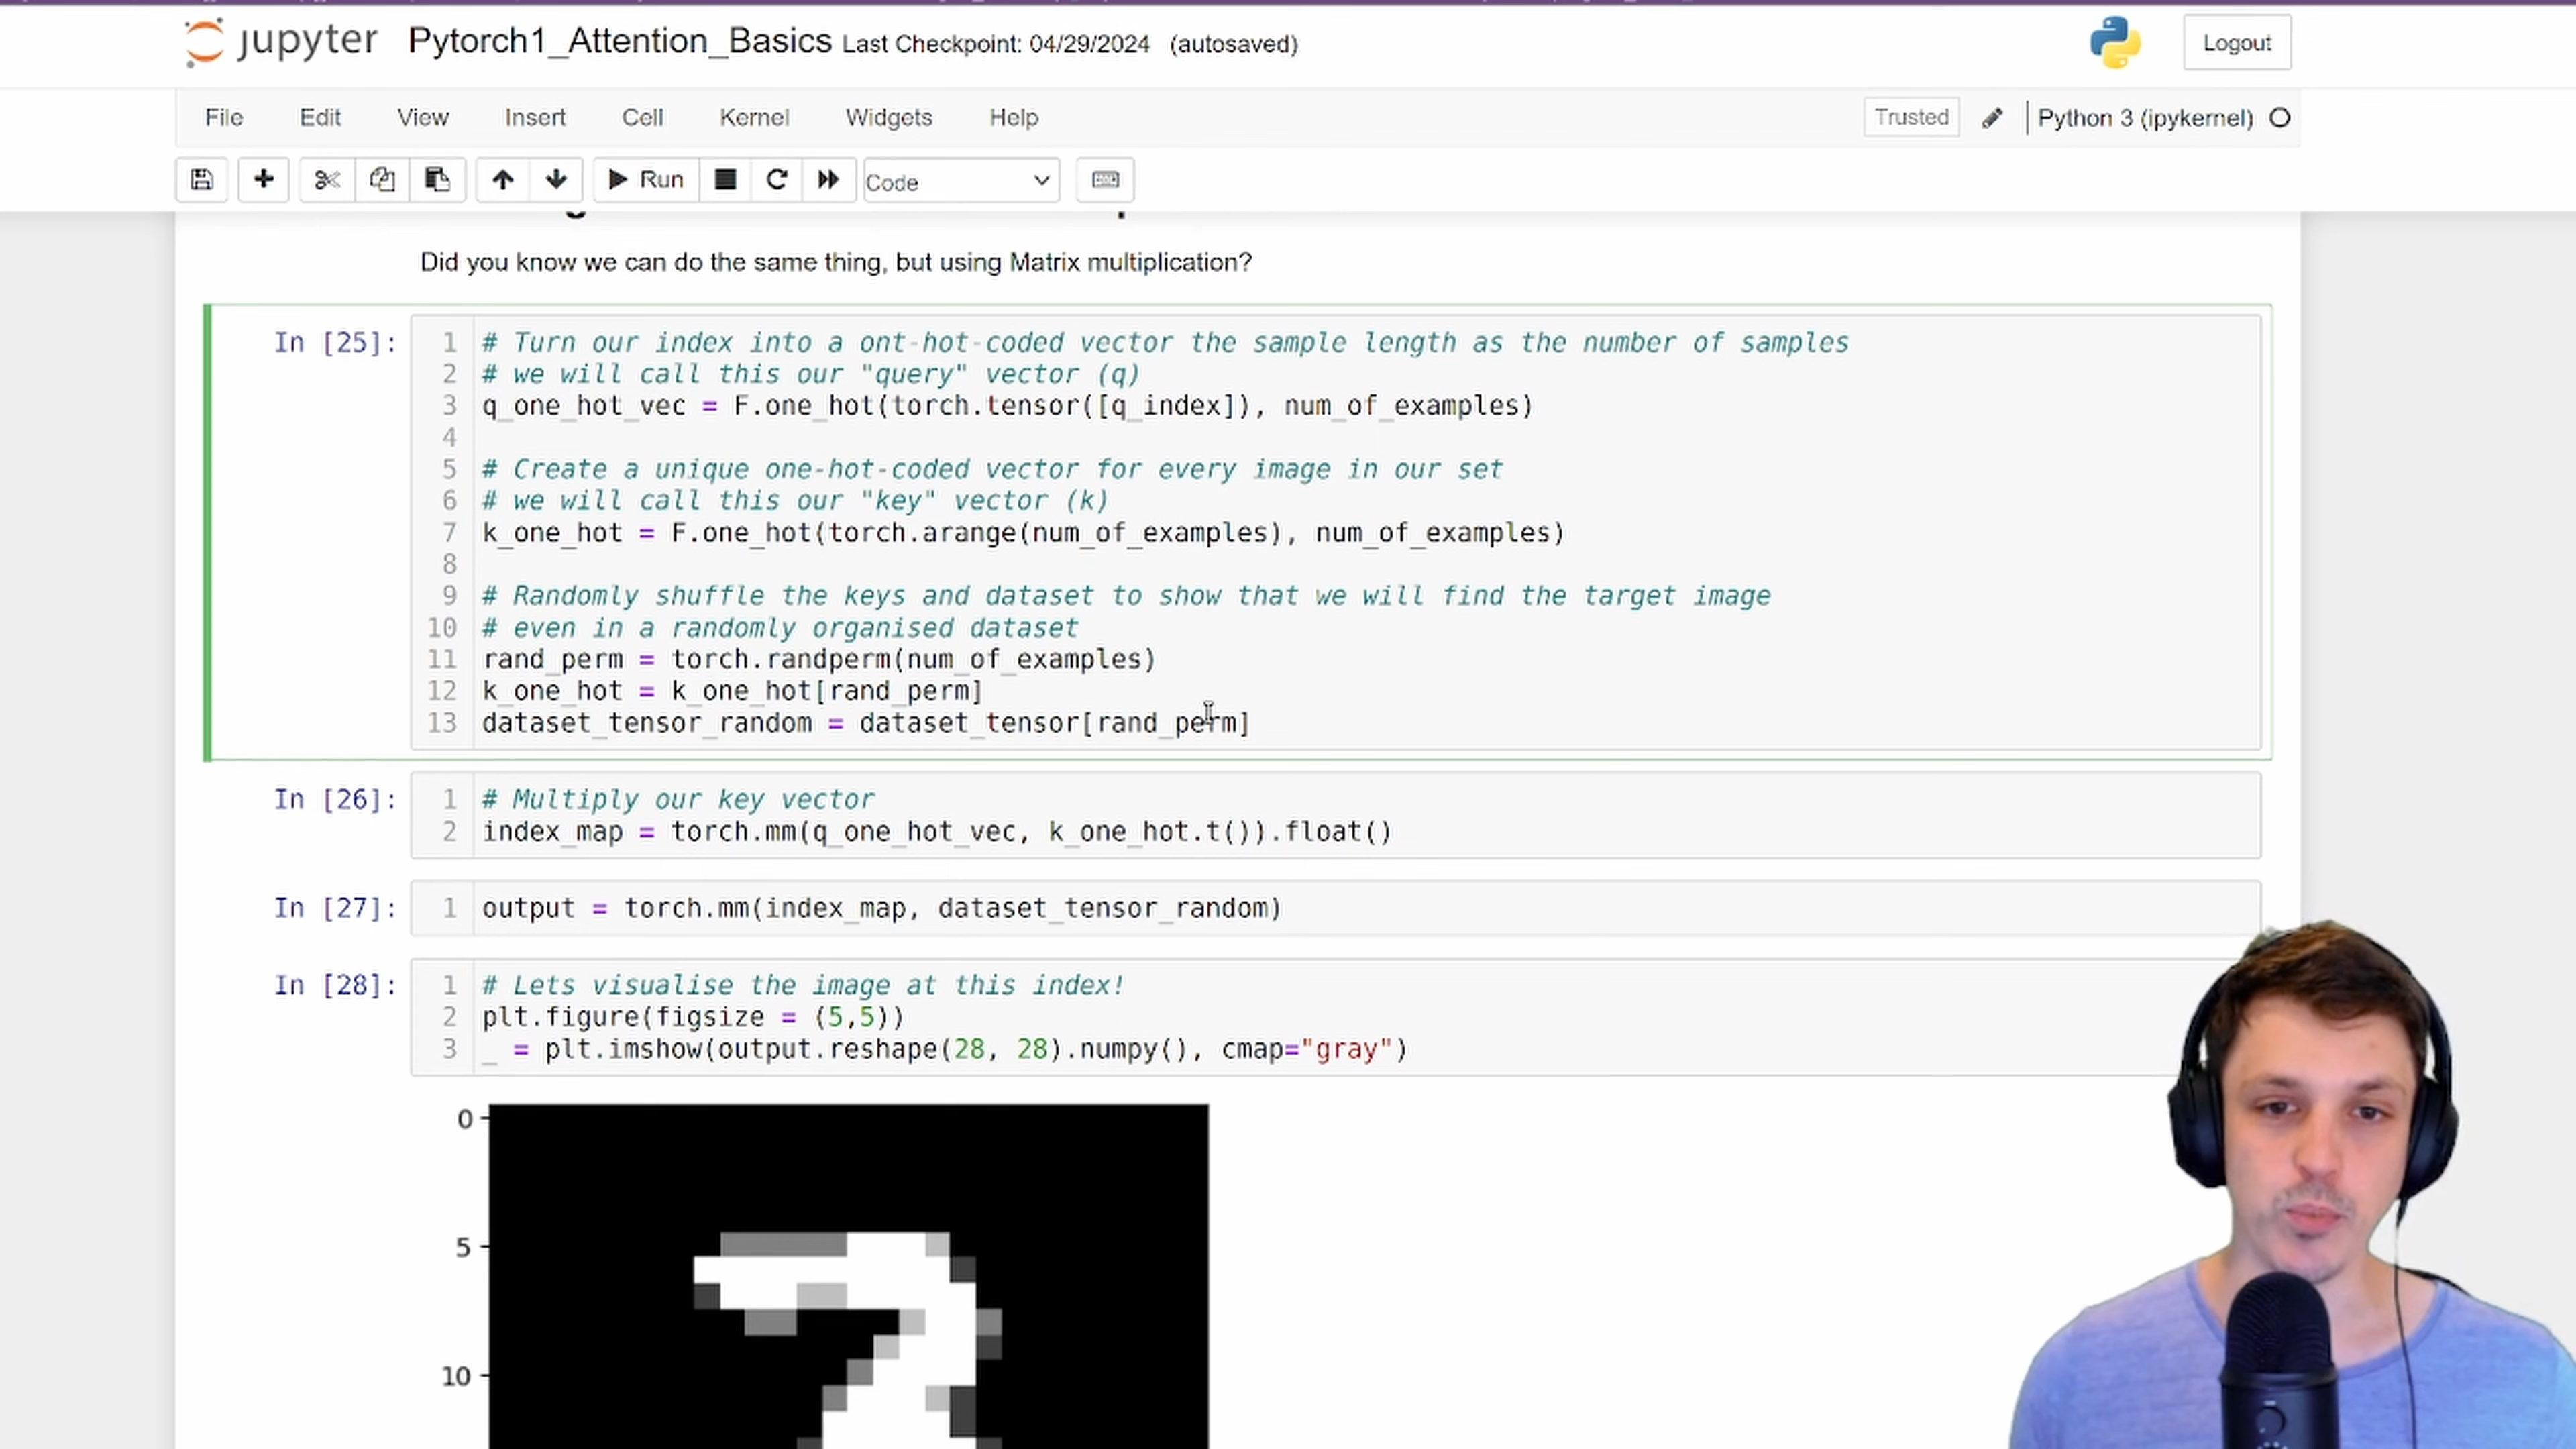 jupyter Pytorch1_Attention_Basics Last Checkpoint: 04/29/2024 (autosaved)
Logout
File Edit View Insert Cell Kernel Widgets Help
Trusted Python 3 (ipykernel)
Run Code
Did you know we can do the same thing, but using Matrix multiplication?
In [25]:
1 # Turn our index into a ont-hot-coded vector the sample length as the number of samples
2 # we will call this our "query" vector (q)
3 q_one_hot_vec = F.one_hot(torch.tensor([q_index]), num_of_examples)
4
5 # Create a unique one-hot-coded vector for every image in our set
6 # we will call this our "key" vector (k)
7 k_one_hot = F.one_hot(torch.arange(num_of_examples), num_of_examples)
8
9 # Randomly shuffle the keys and dataset to show that we will find the target image
10 # even in a randomly organised dataset
11 rand_perm = torch.randperm(num_of_examples)
12 k_one_hot = k_one_hot[rand_perm]
13 dataset_tensor_random = dataset_tensor[rand_perm]
In [26]:
1 # Multiply our key vector
2 index_map = torch.mm(q_one_hot_vec, k_one_hot.t()).float()
In [27]:
1 output = torch.mm(index_map, dataset_tensor_random)
In [28]:
1 # Lets visualise the image at this index!
2 plt.figure(figsize = (5,5))
3 _ = plt.imshow(output.reshape(28, 28).numpy(), cmap="gray")
0
5
10